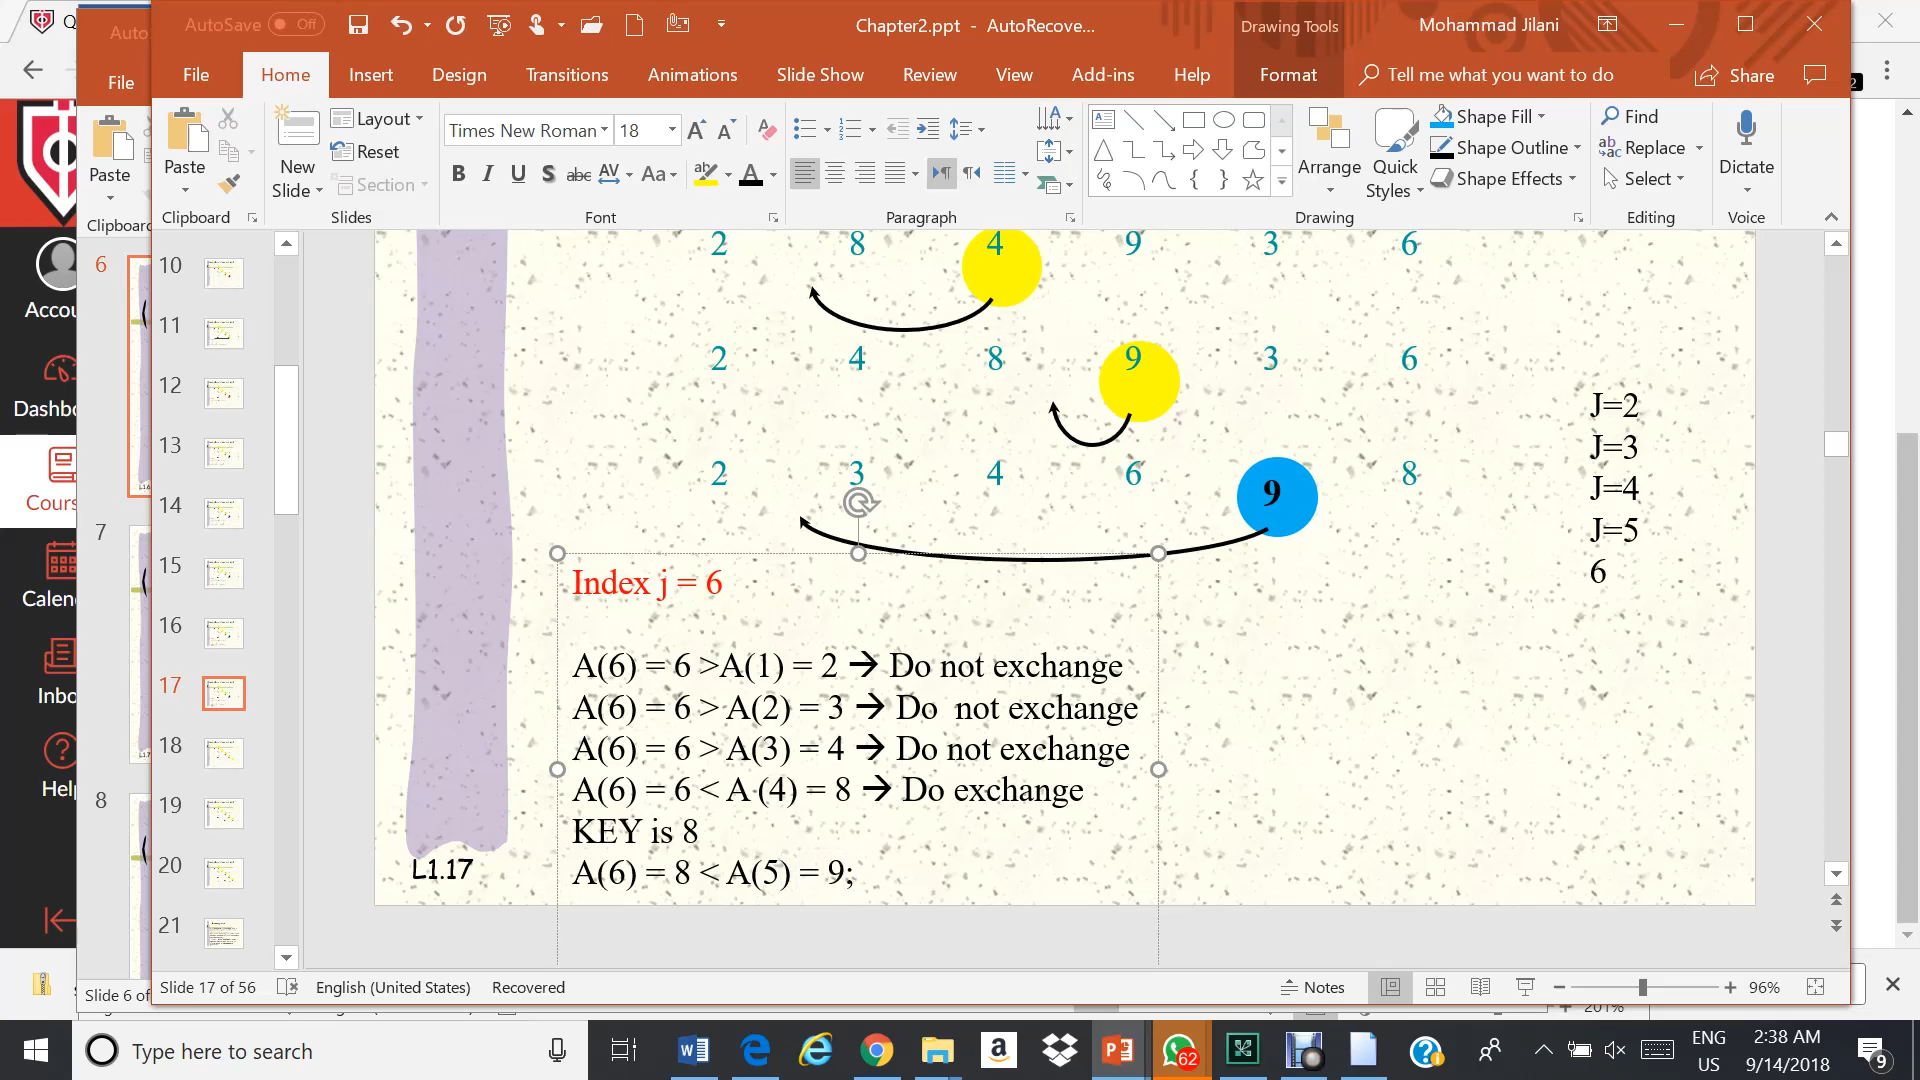 AutoSave Off
Chapter2.ppt - AutoRecove...
Drawing Tools
Mohammad Jilani
File Home Insert Design Transitions Animations Slide Show Review View Add-ins Help Format Tell me what you want to do Share
File
Paste
Clipboard
New Slide
Layout
Reset
Section
Slides
Times New Roman 18
B I U S abc AV Aa A
Font
Paragraph
Arrange
Quick Styles
Shape Fill
Shape Outline
Shape Effects
Drawing
Find
Replace
Select
Editing
Dictate
Voice
Paste
6
7
8
10
11
12
13
14
15
16
17
18
19
20
21
2 8 4 9 3 6
2 4 8 9 3 6
2 3 4 6 9 8
J=2
J=3
J=4
J=5
6
Index j = 6
A(6) = 6 >A(1) = 2 → Do not exchange
A(6) = 6 > A(2) = 3 → Do not exchange
A(6) = 6 > A(3) = 4 → Do not exchange
A(6) = 6 < A (4) = 8 → Do exchange
KEY is 8
A(6) = 8 < A(5) = 9;
L1.17
Slide 17 of 56 English (United States) Recovered Notes 96%
Slide 6 of
201%
Type here to search
62
ENG
US
2:38 AM
9/14/2018
9